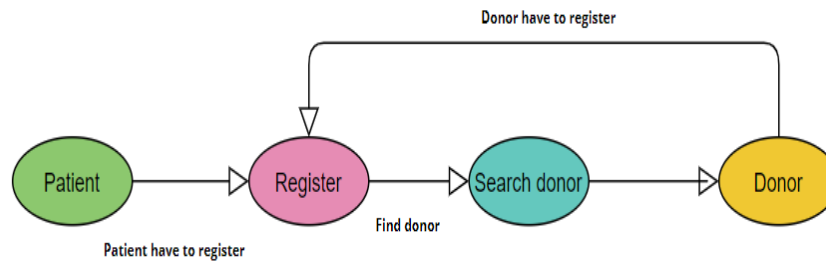 Donor have to register
Patient
Register
Search donor
Donor
Find donor
Patient have to register